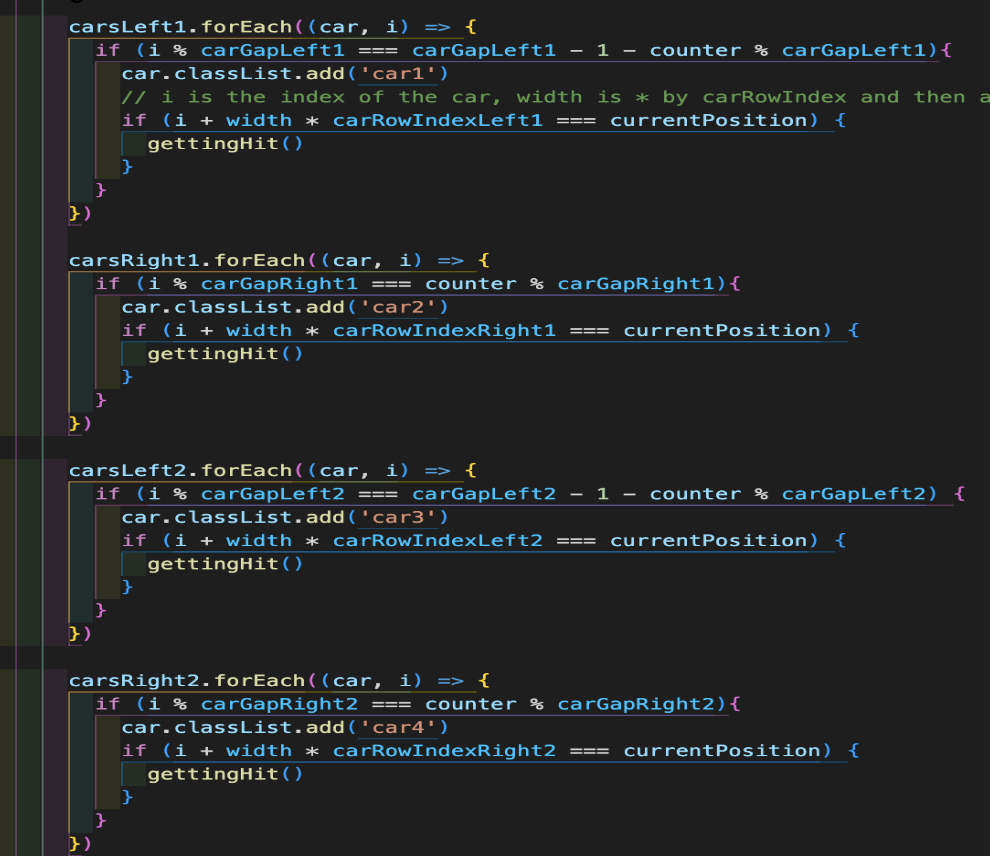 carsLeft1.forEach((car, i) => {
  if (i % carGapLeft1 === carGapLeft1 - 1 - counter % carGapLeft1){
    car.classList.add('car1')
    // i is the index of the car, width is * by carRowIndex and then a
    if (i + width * carRowIndexLeft1 === currentPosition) {
      gettingHit()
    }
  }
})
carsRight1.forEach((car, i) => {
  if (i % carGapRight1 === counter % carGapRight1){
    car.classList.add('car2')
    if (i + width * carRowIndexRight1 === currentPosition) {
      gettingHit()
    }
  }
})
carsLeft2.forEach((car, i) => {
  if (i % carGapLeft2 === carGapLeft2 - 1 - counter % carGapLeft2) {
    car.classList.add('car3')
    if (i + width * carRowIndexLeft2 === currentPosition) {
      gettingHit()
    }
  }
})
carsRight2.forEach((car, i) => {
  if (i % carGapRight2 === counter % carGapRight2){
    car.classList.add('car4')
    if (i + width * carRowIndexRight2 === currentPosition) {
      gettingHit()
    }
  }
})